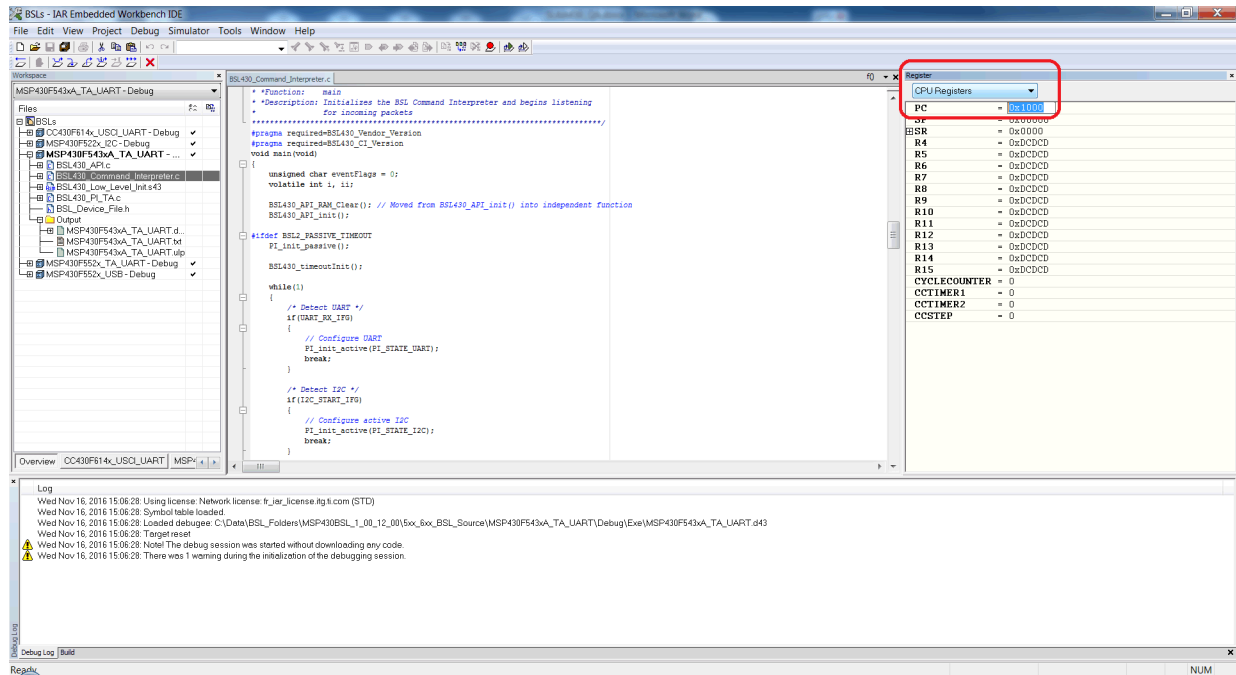 BSLs - IAR Embedded Workbench IDE
File Edit View Project Debug Simulator Tools Window Help
Workspace
MSP430F543xA_TA_UART - Debug
Files
BSLs
CC430F614x_USCI_UART - Debug
MSP430F522x_I2C - Debug
MSP430F543xA_TA_UART - ...
BSL430_API.c
BSL430_Command_Interpreter.c
BSL430_Low_Level_Init.s43
BSL430_PI_TA.c
BSL_Device_File.h
Output
MSP430F543xA_TA_UART.d...
MSP430F543xA_TA_UART.txt
MSP430F543xA_TA_UART.ulp
MSP430F552x_TA_UART - Debug
MSP430F552x_USB - Debug
Overview CC430F614x_USCI_UART MSP4
BSL430_Command_Interpreter.c
f()
* *Function: main
* *Description: Initializes the BSL Command Interpreter and begins listening
* for incoming packets
******************************************************************************/
#pragma required=BSL430_Vendor_Version
#pragma required=BSL430_CI_Version
void main(void)
{
unsigned char eventFlags = 0;
volatile int i, ii;
BSL430_API_RAM_Clear(); // Moved from BSL430_API_init() into independent function
BSL430_API_init();
#ifdef BSL2_PASSIVE_TIMEOUT
PI_init_passive();
BSL430_timeoutInit();
while(1)
{
/* Detect UART */
if(UART_RX_IFG)
{
// Configure UART
PI_init_active(PI_STATE_UART);
break;
}
/* Detect I2C */
if(I2C_START_IFG)
{
// Configure active I2C
PI_init_active(PI_STATE_I2C);
break;
}
Register
CPU Registers
PC = 0x1000
SP = 0x00000
SR = 0x0000
R4 = 0xDCDCD
R5 = 0xDCDCD
R6 = 0xDCDCD
R7 = 0xDCDCD
R8 = 0xDCDCD
R9 = 0xDCDCD
R10 = 0xDCDCD
R11 = 0xDCDCD
R12 = 0xDCDCD
R13 = 0xDCDCD
R14 = 0xDCDCD
R15 = 0xDCDCD
CYCLECOUNTER = 0
CCTIMER1 = 0
CCTIMER2 = 0
CCSTEP = 0
Log
Wed Nov 16, 2016 15:06:28: Using license: Network license: fr_iar_license.itg.ti.com (STD)
Wed Nov 16, 2016 15:06:28: Symbol table loaded.
Wed Nov 16, 2016 15:06:28: Loaded debugee: C:\Data\BSL_Folders\MSP430BSL_1_00_12_00\5xx_6xx_BSL_Source\MSP430F543xA_TA_UART\Debug\Exe\MSP430F543xA_TA_UART.d43
Wed Nov 16, 2016 15:06:28: Target reset
Wed Nov 16, 2016 15:06:28: Note! The debug session was started without downloading any code.
Wed Nov 16, 2016 15:06:28: There was 1 warning during the initialization of the debugging session.
Debug Log
Debug Log Build
Ready
NUM